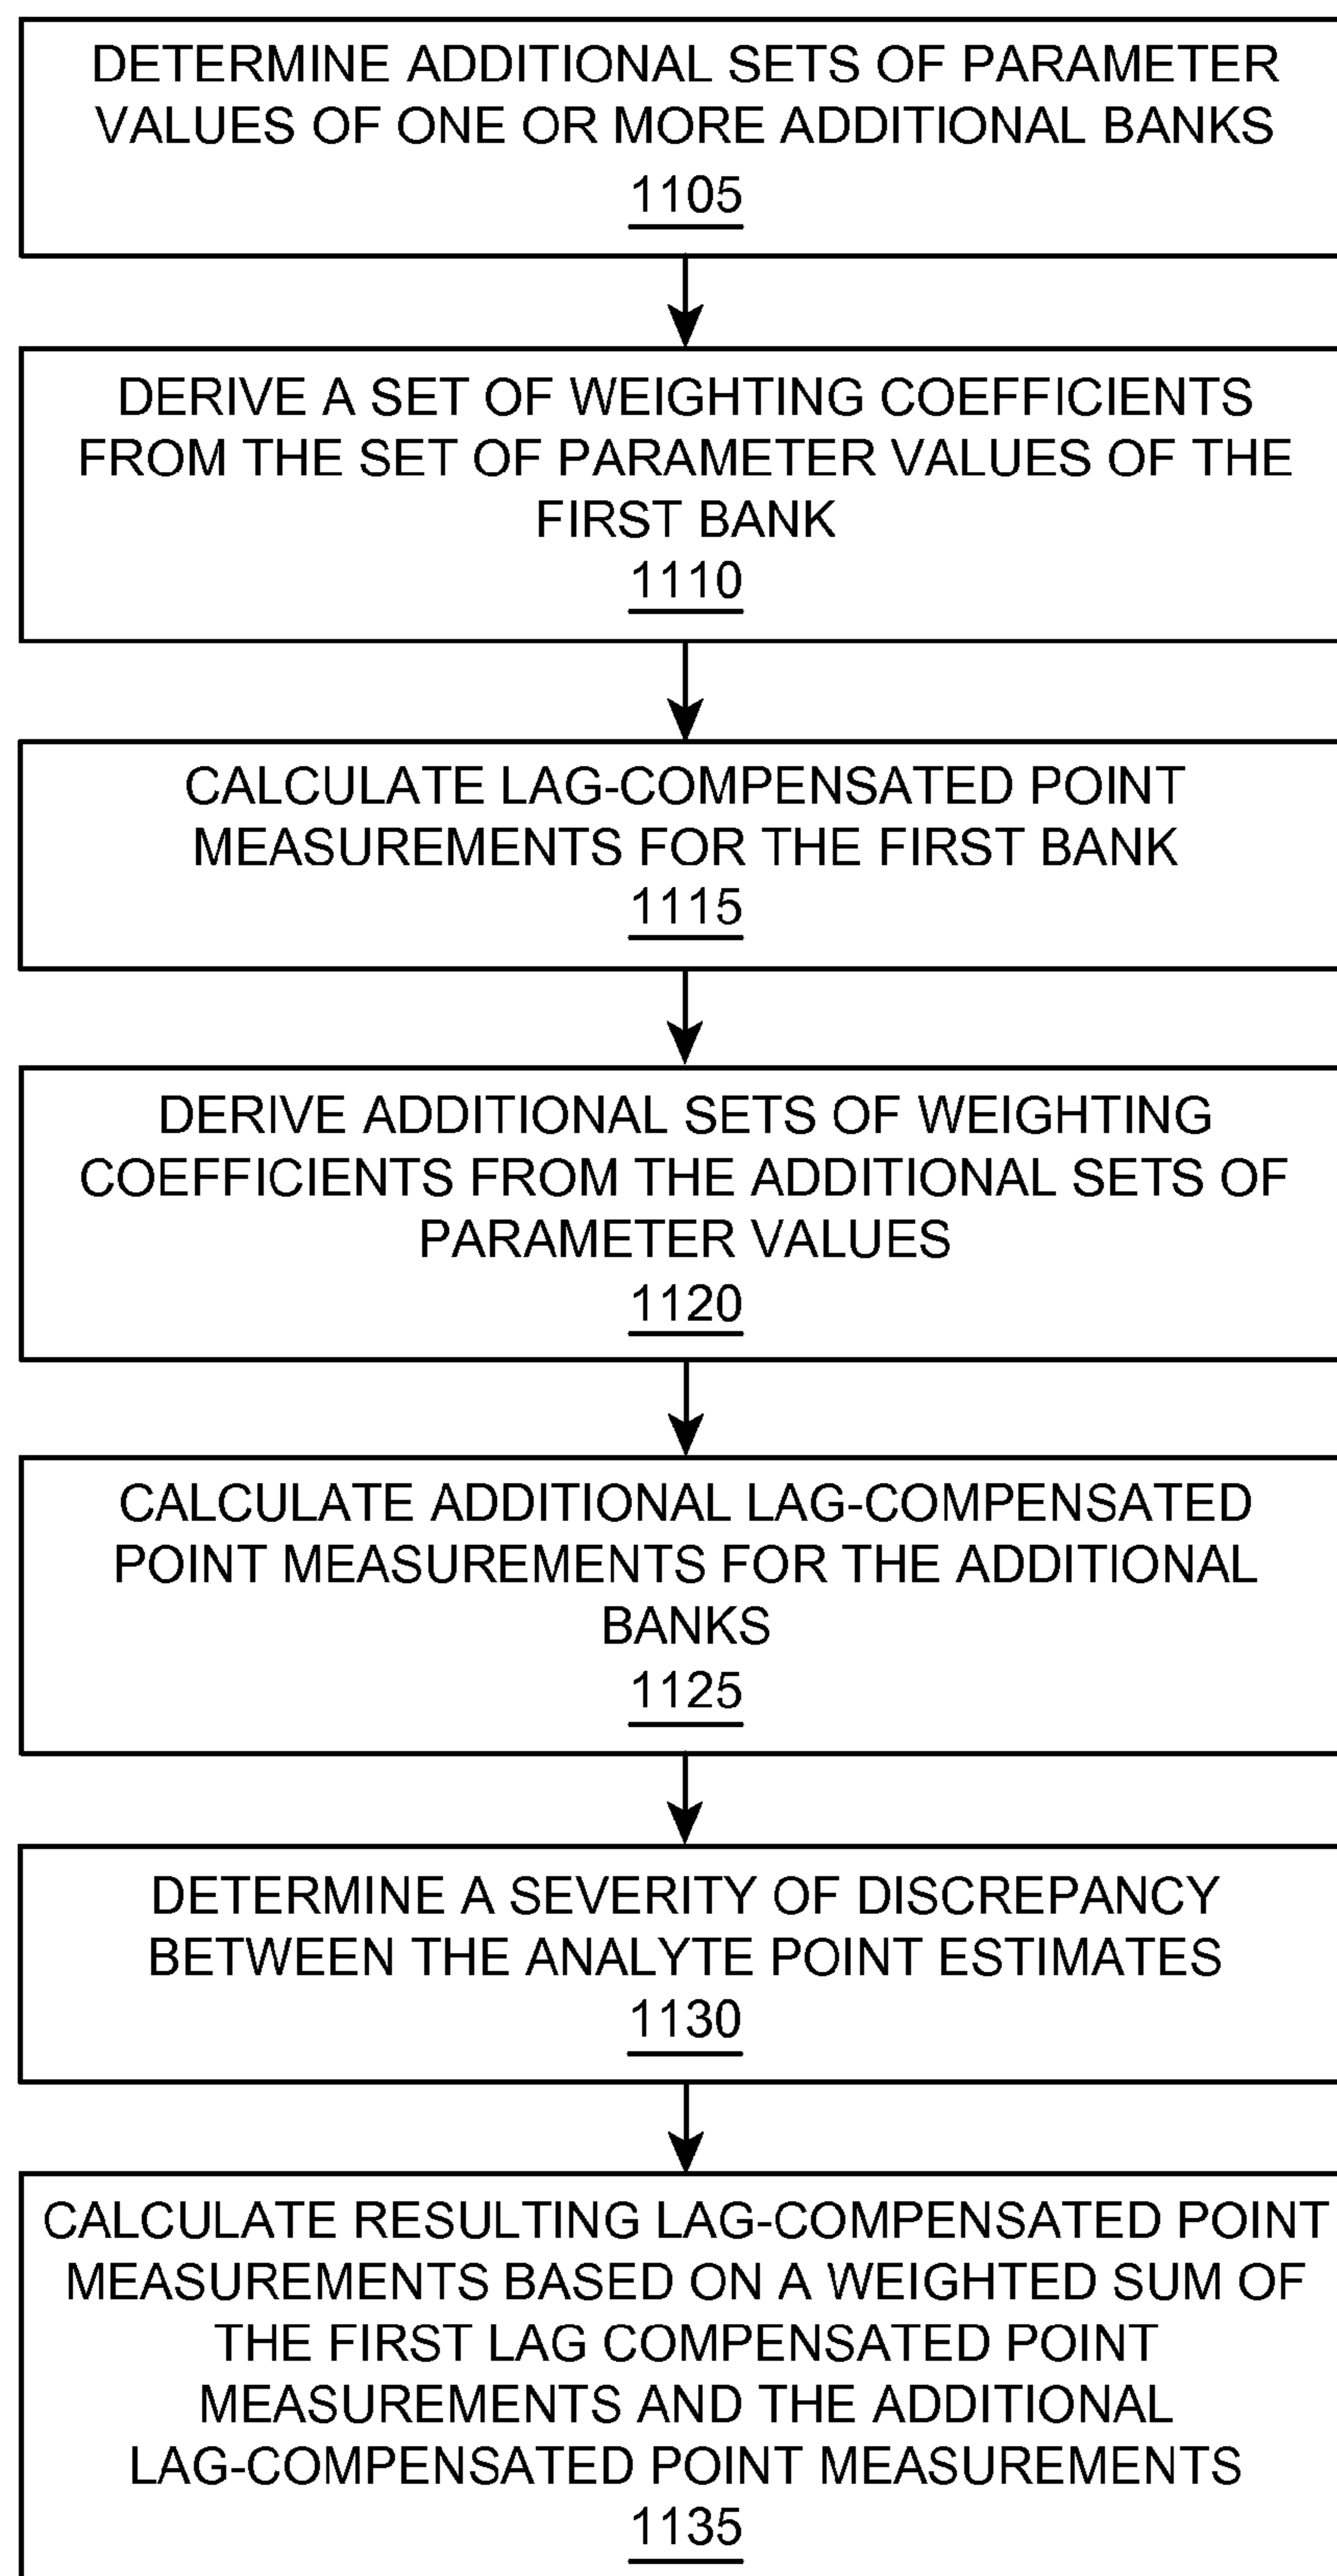 DETERMINE ADDITIONAL SETS OF PARAMETER
VALUES OF ONE OR MORE ADDITIONAL BANKS
1105
DERIVE A SET OF WEIGHTING COEFFICIENTS
FROM THE SET OF PARAMETER VALUES OF THE
FIRST BANK
1110
CALCULATE LAG-COMPENSATED POINT
MEASUREMENTS FOR THE FIRST BANK
1115
DERIVE ADDITIONAL SETS OF WEIGHTING
COEFFICIENTS FROM THE ADDITIONAL SETS OF
PARAMETER VALUES
1120
CALCULATE ADDITIONAL LAG-COMPENSATED
POINT MEASUREMENTS FOR THE ADDITIONAL
BANKS
1125
DETERMINE A SEVERITY OF DISCREPANCY
BETWEEN THE ANALYTE POINT ESTIMATES
1130
CALCULATE RESULTING LAG-COMPENSATED POINT
MEASUREMENTS BASED ON A WEIGHTED SUM OF
THE FIRST LAG COMPENSATED POINT
MEASUREMENTS AND THE ADDITIONAL
LAG-COMPENSATED POINT MEASUREMENTS
1135